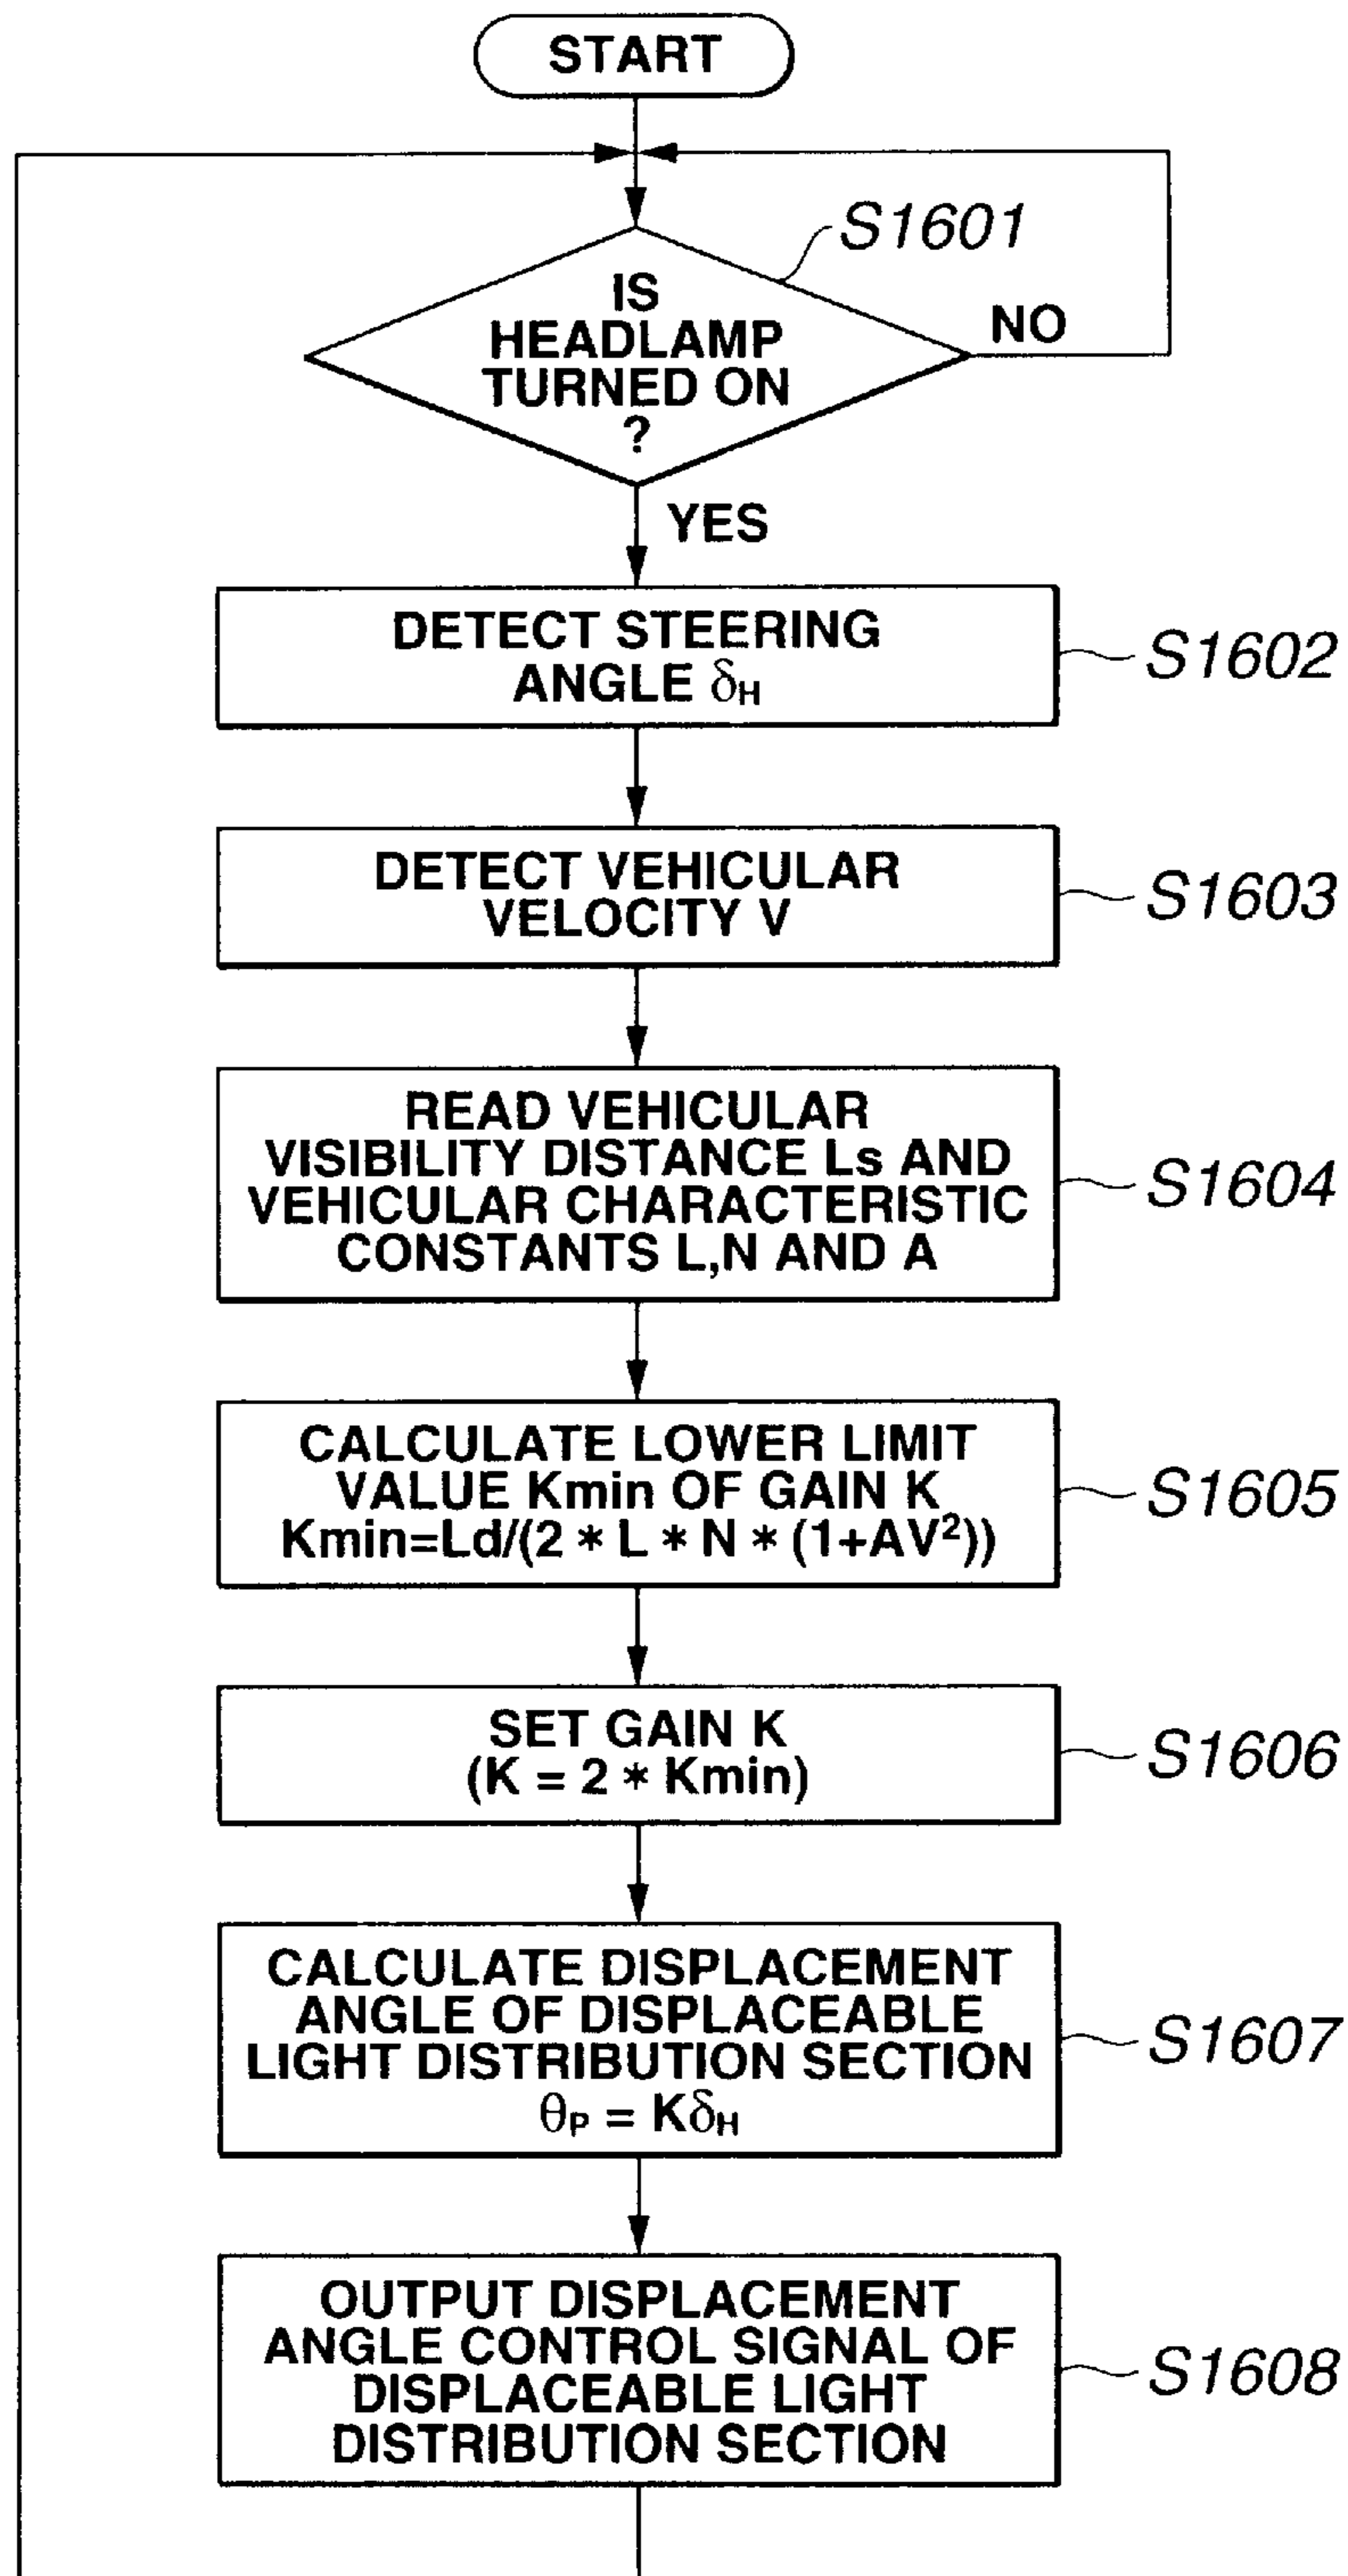 START
S1601
IS
HEADLAMP
TURNED ON
?
NO
YES
DETECT STEERING
ANGLE δH
S1602
DETECT VEHICULAR
VELOCITY V
S1603
READ VEHICULAR
VISIBILITY DISTANCE Ls AND
VEHICULAR CHARACTERISTIC
CONSTANTS L,N AND A
S1604
CALCULATE LOWER LIMIT
VALUE Kmin OF GAIN K
Kmin=Ld/(2 * L * N * (1+AV²))
S1605
SET GAIN K
(K = 2 * Kmin)
S1606
CALCULATE DISPLACEMENT
ANGLE OF DISPLACEABLE
LIGHT DISTRIBUTION SECTION
θP = KδH
S1607
OUTPUT DISPLACEMENT
ANGLE CONTROL SIGNAL OF
DISPLACEABLE LIGHT
DISTRIBUTION SECTION
S1608